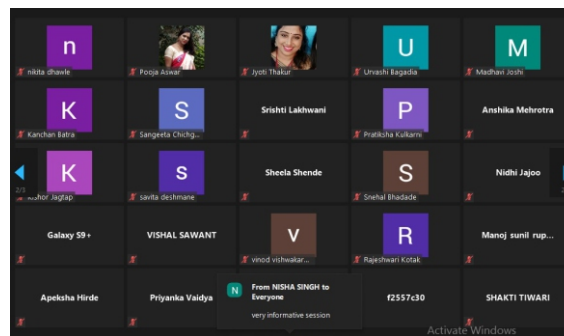 n
nikita dhawle
Pooja Aswar
Jyoti Thakur
U
Urvashi Bagadia
M
Madhavi Joshi
K
Kanchan Batra
S
Sangeeta Chichg...
Srishti Lakhwani
P
Pratiksha Kulkarni
Anshika Mehrotra
K
Kishor Jagtap
2/3
s
savita deshmane
Sheela Shende
S
Snehal Bhadade
Nidhi Jajoo
Galaxy S9+
VISHAL SAWANT
v
vinod vishwakar...
R
Rajeshwari Kotak
Manoj sunil rup...
Apeksha Hirde
Priyanka Vaidya
N
From NISHA SINGH to
Everyone
very informative session
f2557c30
SHAKTI TIWARI
Activate Windows